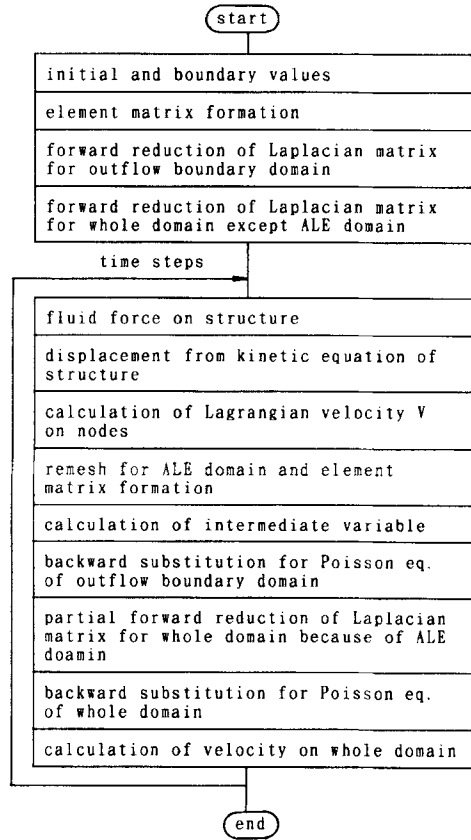 start
initial and boundary values
element matrix formation
forward reduction of Laplacian matrix
for outflow boundary domain
forward reduction of Laplacian matrix
for whole domain except ALE domain
time steps
fluid force on structure
displacement from kinetic equation of
structure
calculation of Lagrangian velocity V
on nodes
remesh for ALE domain and element
matrix formation
calculation of intermediate variable
backward substitution for Poisson eq.
of outflow boundary domain
partial forward reduction of Laplacian
matrix for whole domain because of ALE
doamin
backward substitution for Poisson eq.
of whole domain
calculation of velocity on whole domain
end